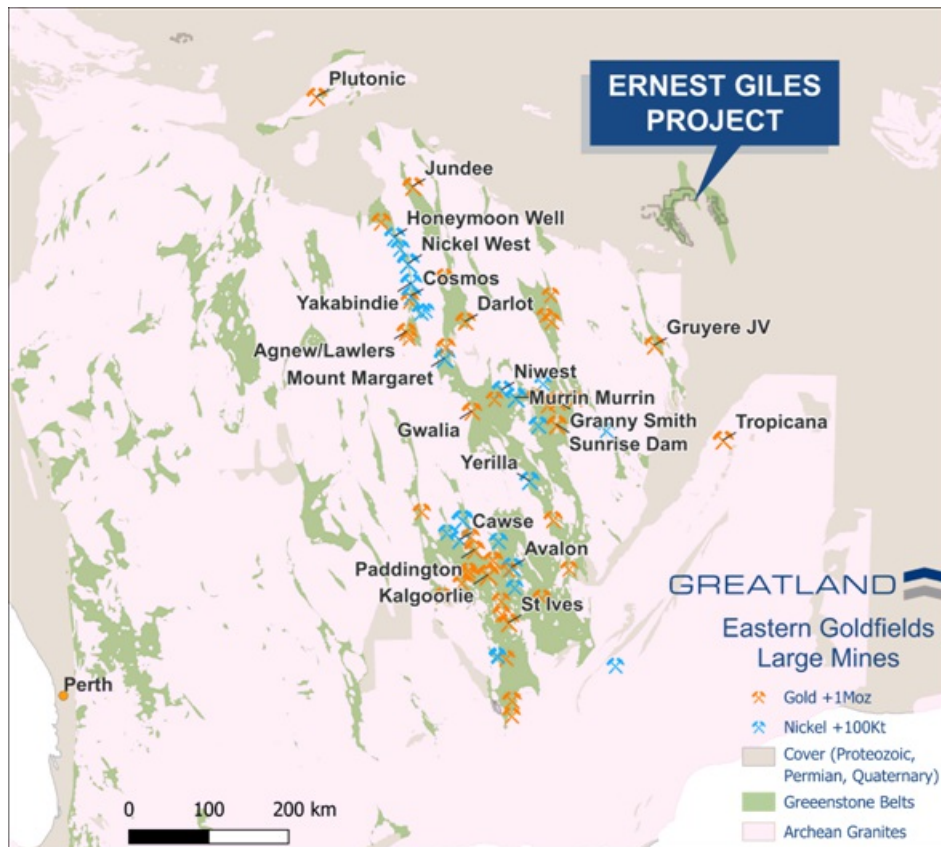 Plutonic
ERNEST GILES
PROJECT
Jundee
Honeymoon Well
Nickel West
Cosmos
Yakabindie
Darlot
Gruyere JV
Agnew/Lawlers
Mount Margaret
Niwest
Murrin Murrin
Gwalia
Granny Smith
Tropicana
Sunrise Dam
Yerilla
Cawse
Avalon
Paddington
Kalgoorlie
St Ives
Perth
GREATLAND
Eastern Goldfields
Large Mines
Gold +1Moz
Nickel +100Kt
Cover (Proteozoic,
Permian, Quaternary)
Greeenstone Belts
Archean Granites
0 100 200 km